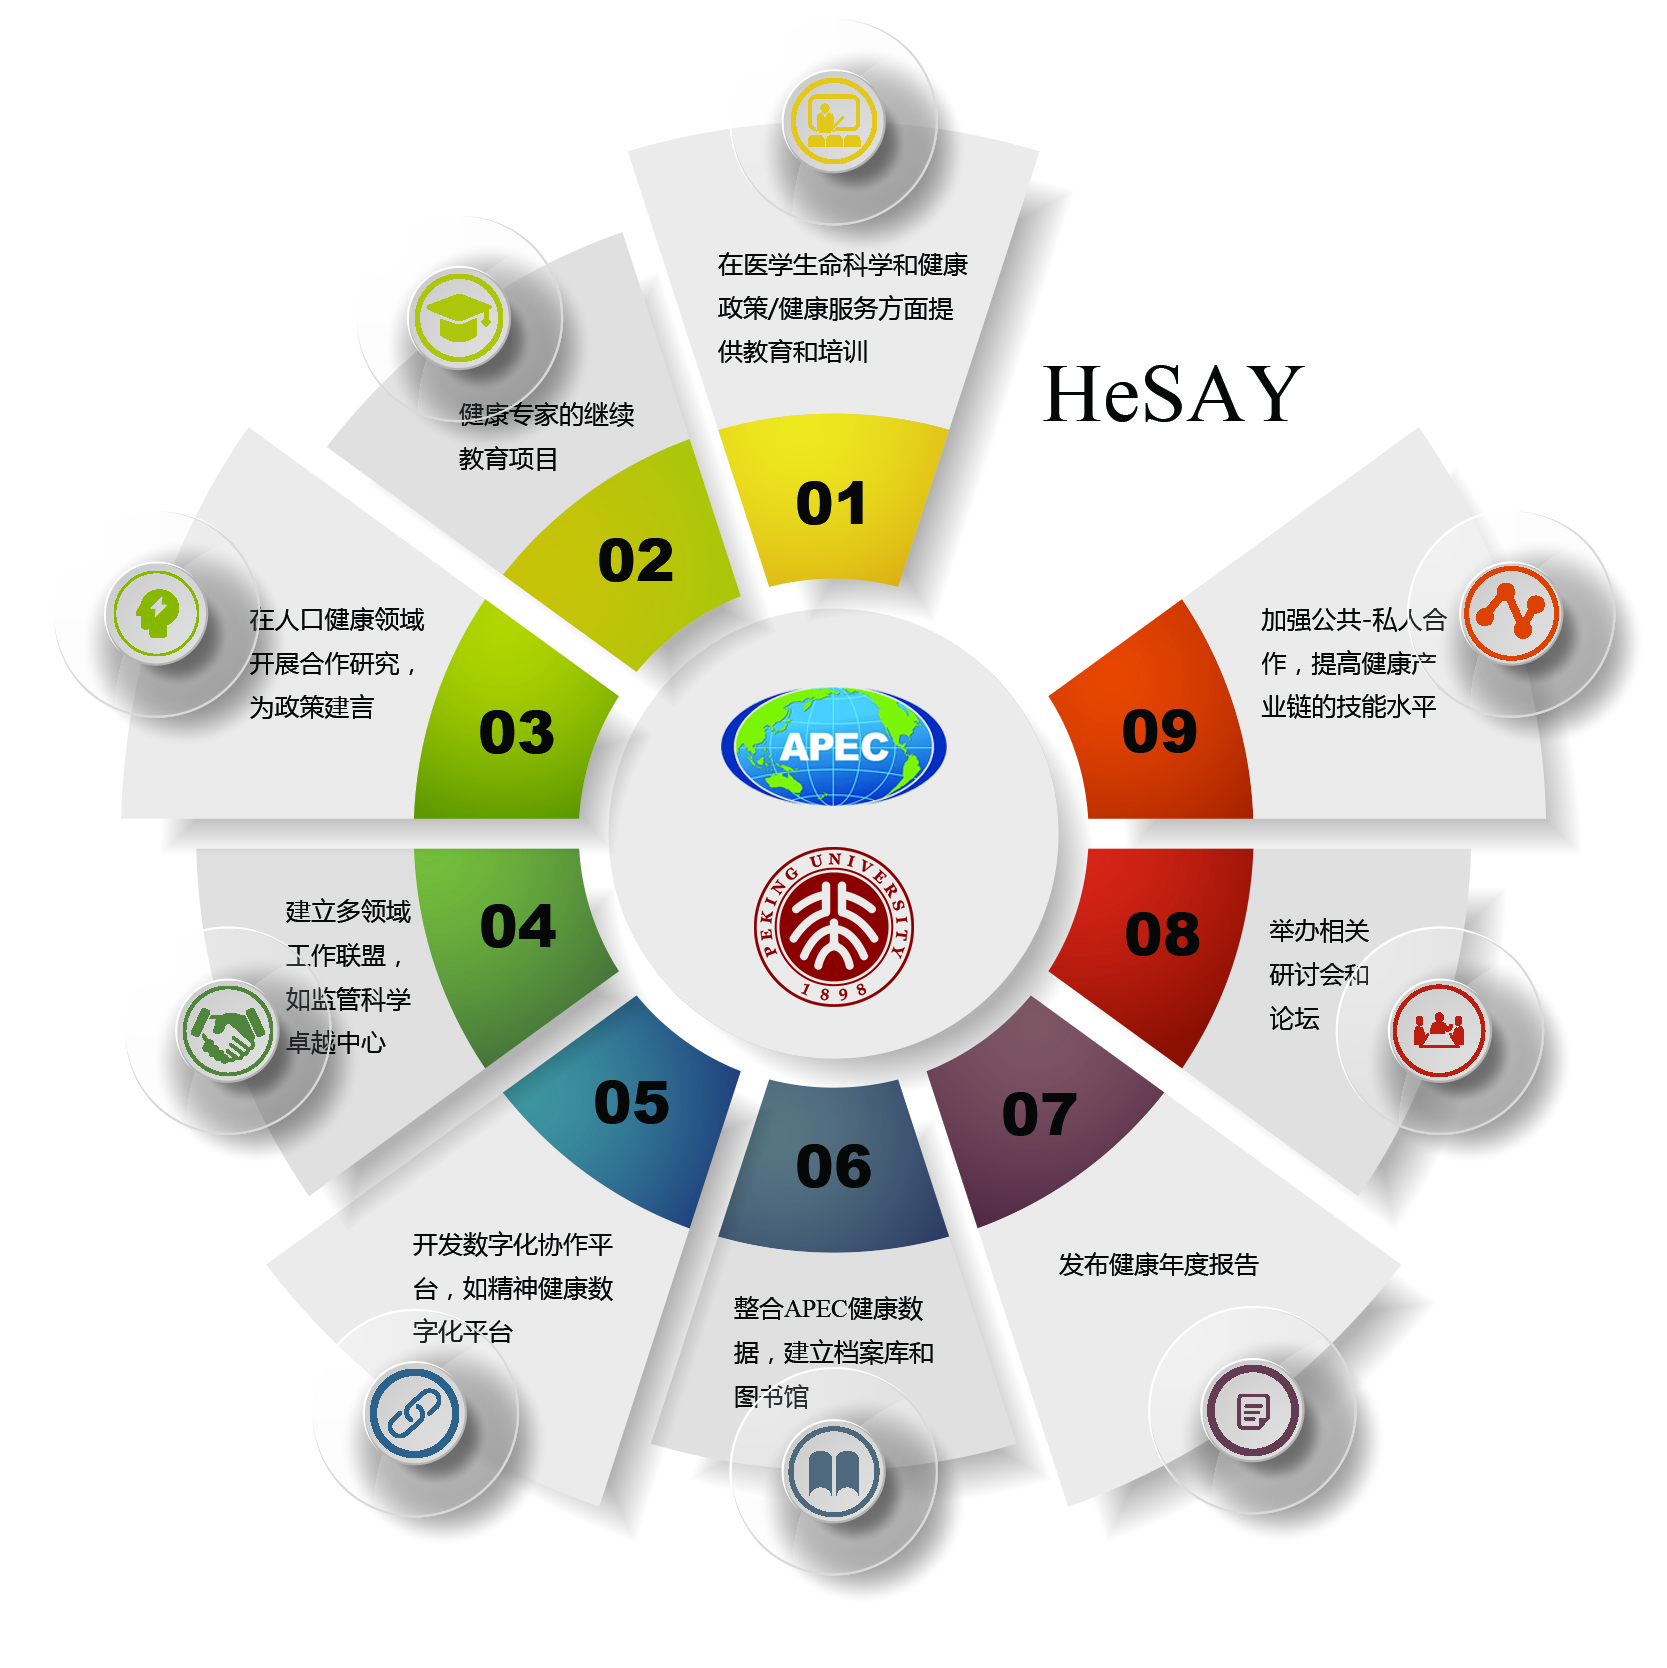 在医学生命科学和健康
政策/健康服务方面提
供教育和培训
01
HeSAY
健康专家的继续
教育项目
02
在人口健康领域
开展合作研究，
为政策建言
03
加强公共-私人合
作，提高健康产
业链的技能水平
09
APEC
PEKING UNIVERSITY
1898
建立多领域
工作联盟，
如监管科学
卓越中心
04
举办相关
研讨会和
论坛
08
05
开发数字化协作平
台，如精神健康数
字化平台
06
整合APEC健康数
据，建立档案库和
图书馆
07
发布健康年度报告